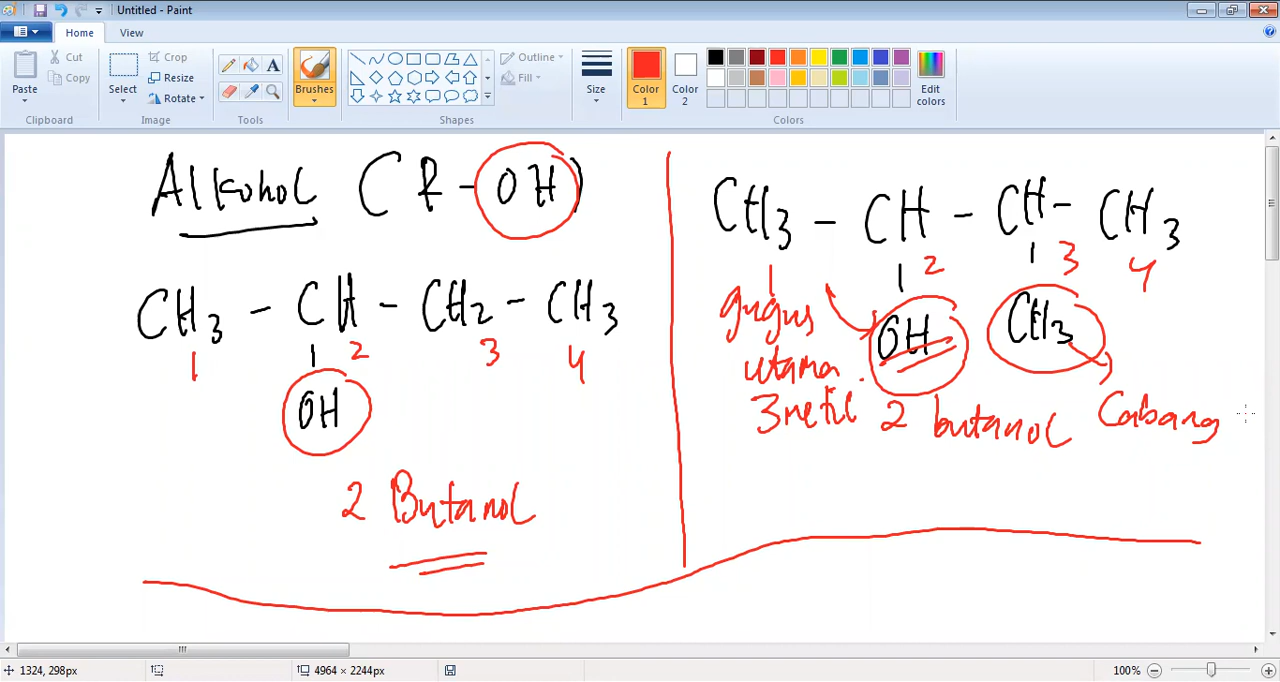 Untitled - Paint
Home View
Cut
Copy
Paste
Clipboard
Select
Crop
Resize
Rotate
Image
Tools
Brushes
Outline
Fill
Shapes
Size
Color 1
Color 2
Edit colors
Colors
Alkohol (R - OH)
CH3 - CH - CH2 - CH3
1 2 3 4
OH
2 Butanol
CH3 - CH - CH - CH3
1 2 3 4
gugus
utama
OH CH3
3 metil 2 butanol
Cabang
1324, 298px
4964 × 2244px
100%